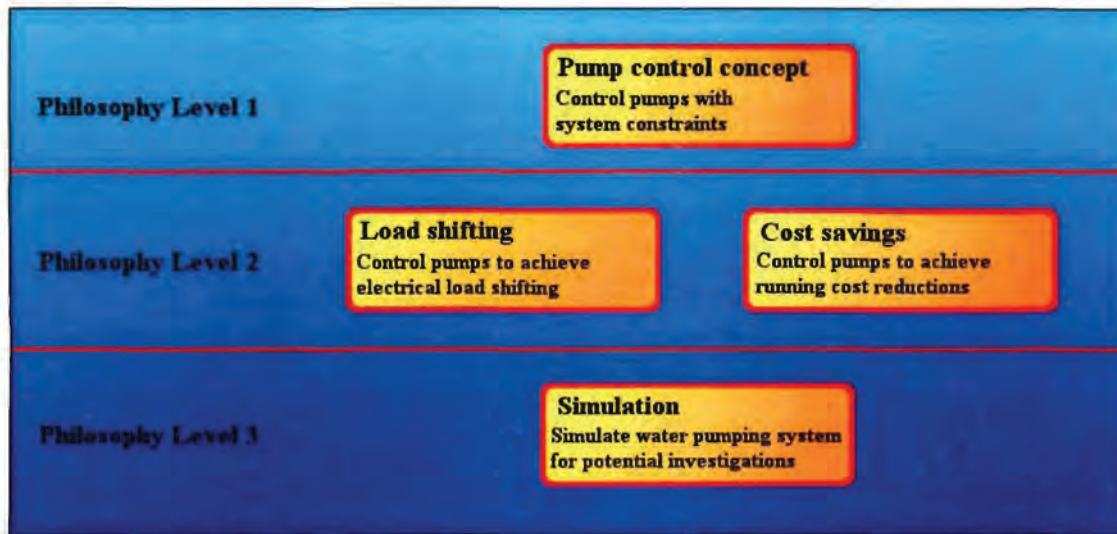 Philosophy Level 1
Pump control concept
Control pumps with
system constraints
Philosophy Level 2
Load shifting
Control pumps to achieve
electrical load shifting
Cost savings
Control pumps to achieve
running cost reductions
Philosophy Level 3
Simulation
Simulate water pumping system
for potential investigations